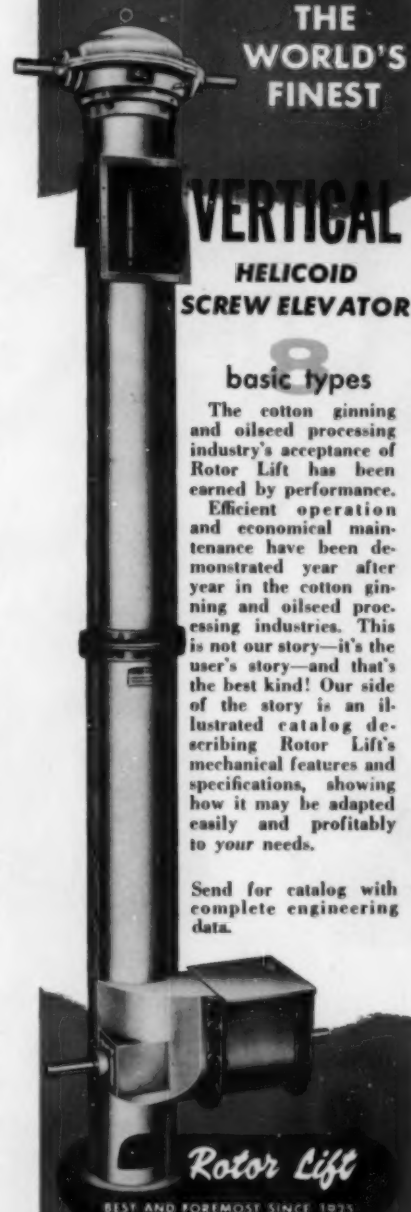 THE
WORLD'S
FINEST
VERTICAL
HELICOID
SCREW ELEVATOR
8
basic types
The cotton ginning
and oilseed processing
industry's acceptance of
Rotor Lift has been
earned by performance.
Efficient operation
and economical main-
tenance have been de-
monstrated year after
year in the cotton gin-
ning and oilseed proc-
essing industries. This
is not our story—it's the
user's story—and that's
the best kind! Our side
of the story is an il-
lustrated catalog de-
scribing Rotor Lift's
mechanical features and
specifications, showing
how it may be adapted
easily and profitably
to your needs.
Send for catalog with
complete engineering
data.
Rotor Lift
BEST AND FOREMOST SINCE 1925